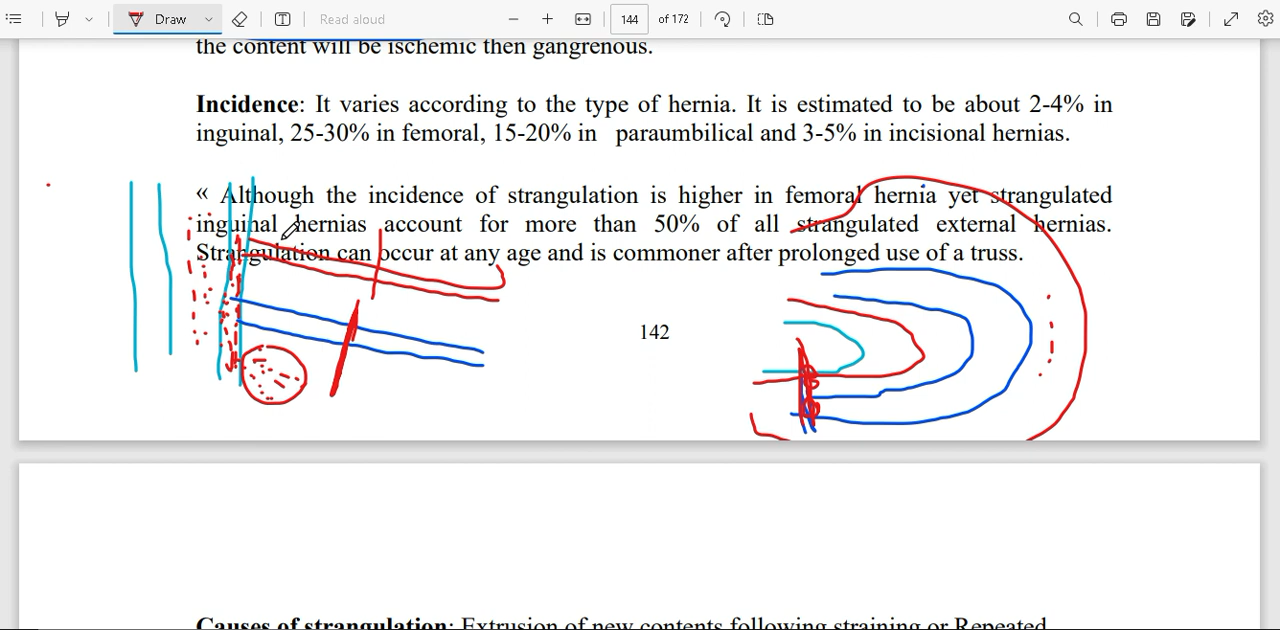 Draw
Read aloud
144 of 172
the content will be ischemic then gangrenous.
Incidence: It varies according to the type of hernia. It is estimated to be about 2-4% in
inguinal, 25-30% in femoral, 15-20% in paraumbilical and 3-5% in incisional hernias.
« Although the incidence of strangulation is higher in femoral hernia yet strangulated
inguinal hernias account for more than 50% of all strangulated external hernias.
Strangulation can occur at any age and is commoner after prolonged use of a truss.
142
Causes of strangulation: Extrusion of new contents following straining or Repeated